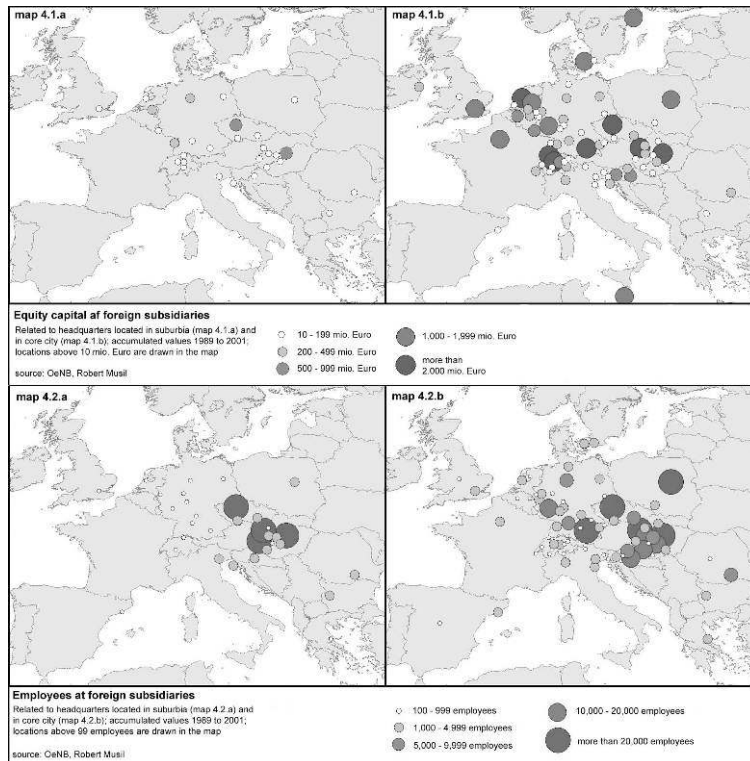 map 4.1.a
map 4.1.b
Equity capital af foreign subsidiaries
Related to headquarters located in suburbia (map 4.1.a) and
in core city (map 4.1.b); accumulated values 1989 to 2001;
locations above 10 mio. Euro are drawn in the map
source: OeNB, Robert Musil
10 - 199 mio. Euro
200 - 499 mio. Euro
500 - 999 mio. Euro
1,000 - 1,999 mio. Euro
more than
2.000 mio. Euro
map 4.2.a
map 4.2.b
Employees at foreign subsidiaries
Related to headquarters located in suburbia (map 4.2.a) and
in core city (map 4.2.b); accumulated values 1989 to 2001;
locations above 99 employees are drawn in the map
source: OeNB, Robert Musil
100 - 999 employees
1,000 - 4.999 employees
5,000 - 9,999 employees
10,000 - 20,000 employees
more than 20,000 employees